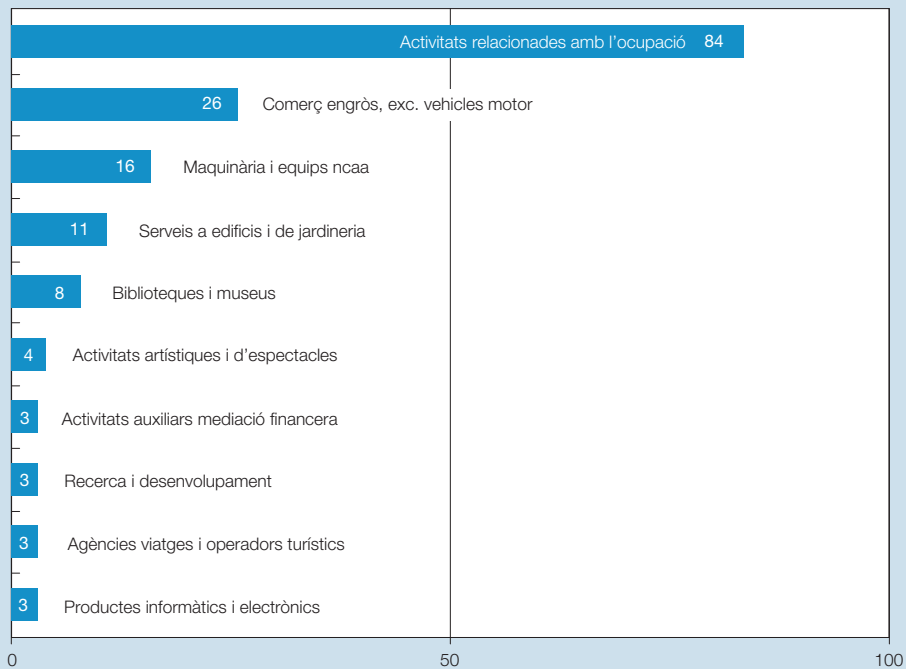 Activitats relacionades amb l’ocupació 84
26 Comerç engròs, exc. vehicles motor
16 Maquinària i equips ncaa
11 Serveis a edificis i de jardineria
8 Biblioteques i museus
4 Activitats artístiques i d’espectacles
3 Activitats auxiliars mediació financera
3 Recerca i desenvolupament
3 Agències viatges i operadors turístics
3 Productes informàtics i electrònics
0 50 100